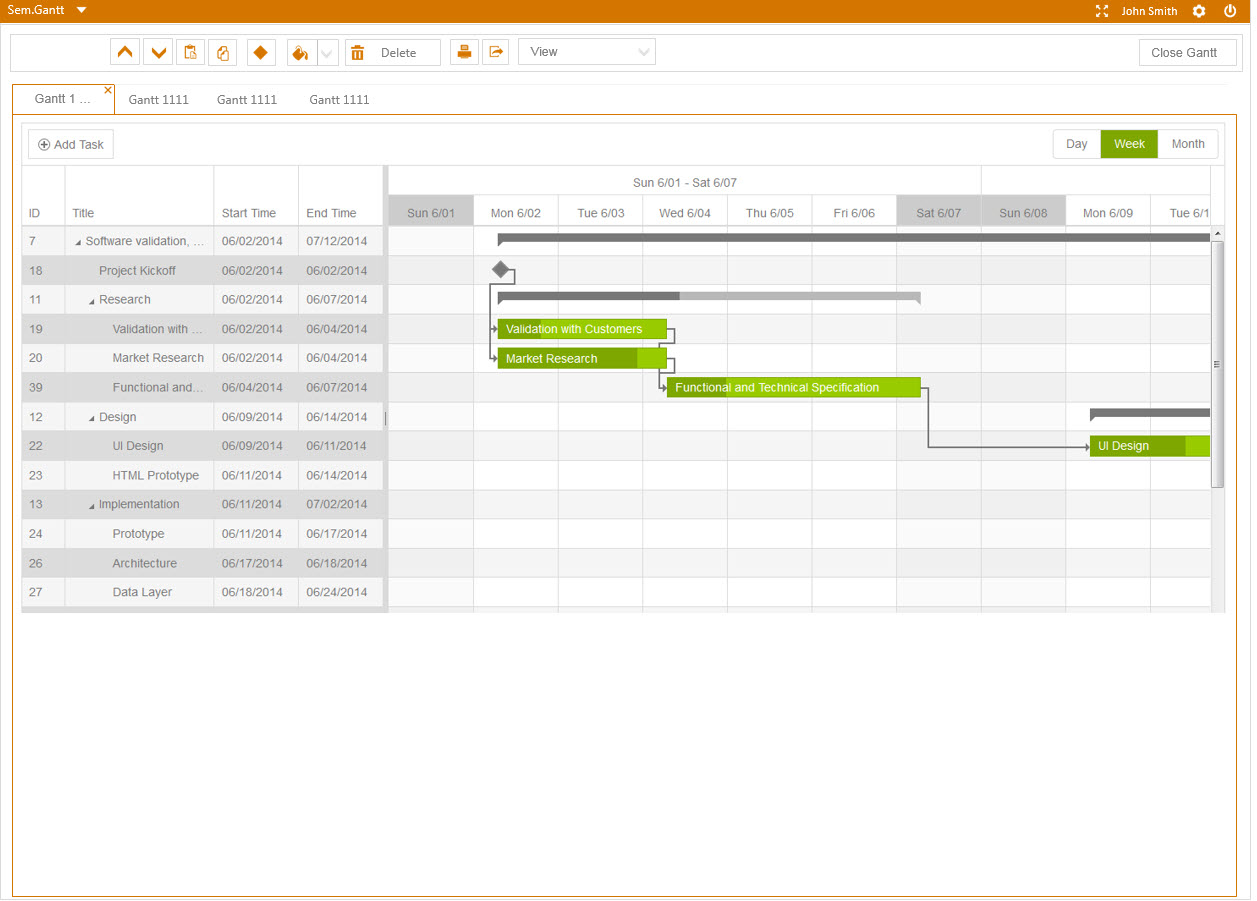 Sem.Gantt
John Smith
Delete
View
Close Gantt
Gantt 1 ...
Gantt 1111
Gantt 1111
Gantt 1111
Add Task
Day Week Month
Sun 6/01 - Sat 6/07
ID Title Start Time End Time Sun 6/01 Mon 6/02 Tue 6/03 Wed 6/04 Thu 6/05 Fri 6/06 Sat 6/07 Sun 6/08 Mon 6/09 Tue 6/1
7 Software validation, ... 06/02/2014 07/12/2014
18 Project Kickoff 06/02/2014 06/02/2014
11 Research 06/02/2014 06/07/2014
19 Validation with ... 06/02/2014 06/04/2014 Validation with Customers
20 Market Research 06/02/2014 06/04/2014 Market Research
39 Functional and... 06/04/2014 06/07/2014 Functional and Technical Specification
12 Design 06/09/2014 06/14/2014
22 UI Design 06/09/2014 06/11/2014 UI Design
23 HTML Prototype 06/11/2014 06/14/2014
13 Implementation 06/11/2014 07/02/2014
24 Prototype 06/11/2014 06/17/2014
26 Architecture 06/17/2014 06/18/2014
27 Data Layer 06/18/2014 06/24/2014